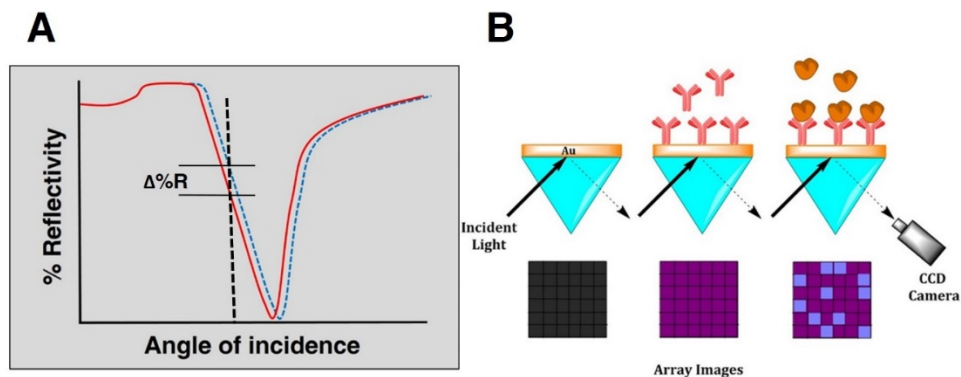 A
% Reflectivity
Δ%R
Angle of incidence
B
Au
Incident
Light
CCD
Camera
Array Images